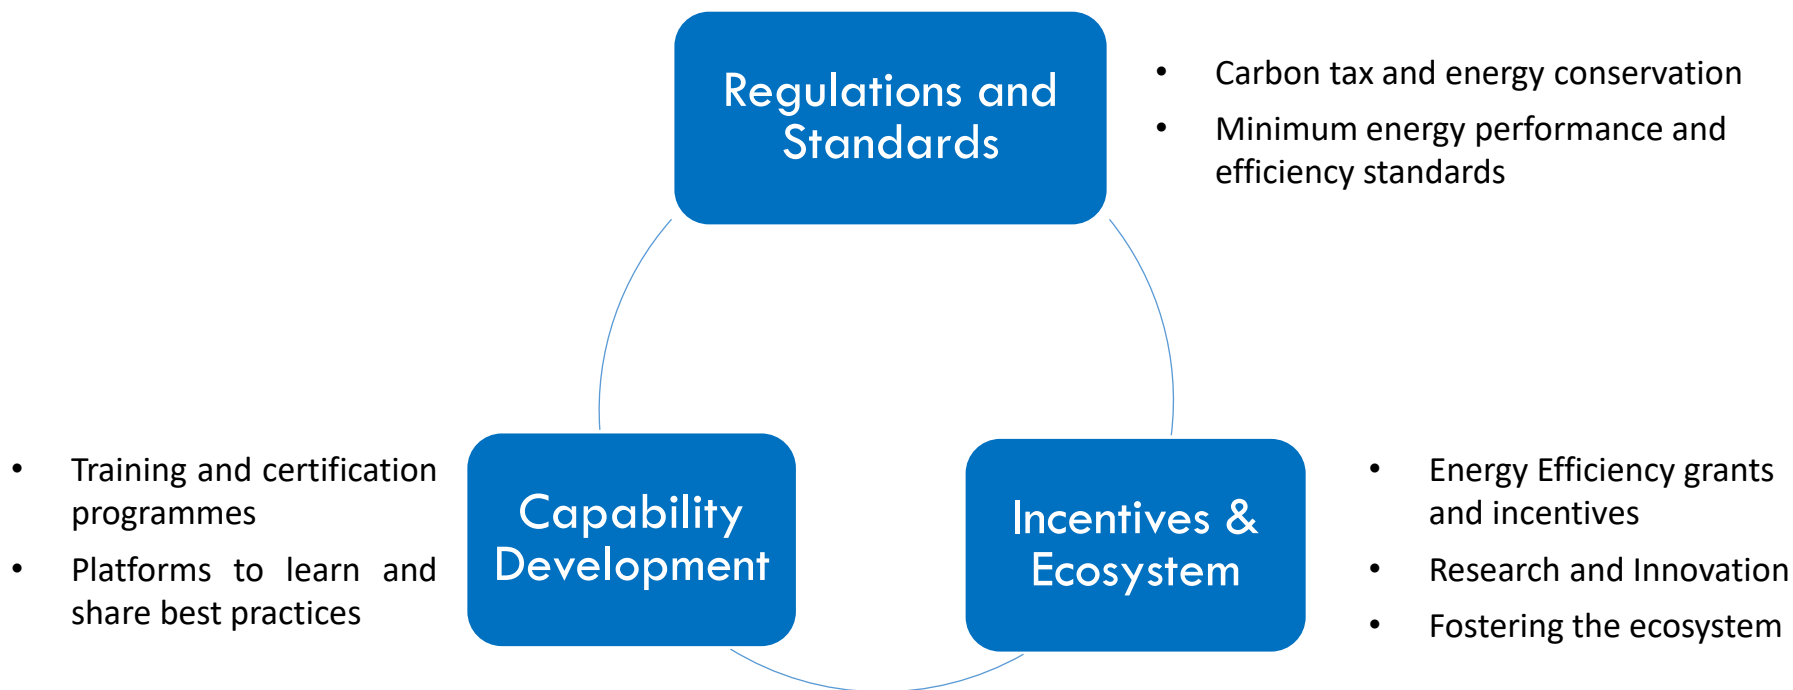 Regulations and
Standards
• Carbon tax and energy conservation
• Minimum energy performance and
efficiency standards
• Training and certification
programmes
• Platforms to learn and
share best practices
Capability
Development
Incentives &
Ecosystem
• Energy Efficiency grants
and incentives
• Research and Innovation
• Fostering the ecosystem